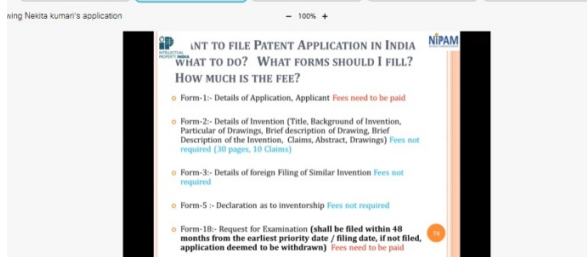 wing Nekita kumari's application
− 100% +
INTELLECTUAL
PROPERTY INDIA
NiPAM
ANT TO FILE PATENT APPLICATION IN INDIA
WHAT TO DO? WHAT FORMS SHOULD I FILL?
HOW MUCH IS THE FEE?
Form-1:- Details of Application, Applicant Fees need to be paid
Form-2:- Details of Invention (Title, Background of Invention,
Particular of Drawings, Brief description of Drawing, Brief
Description of the Invention, Claims, Abstract, Drawings) Fees not
required (30 pages, 10 Claims)
Form-3:- Details of foreign Filing of Similar Invention Fees not
required
Form-5 :- Declaration as to inventorship Fees not required
Form-18:- Request for Examination (shall be filed within 48
months from the earliest priority date / filing date, if not filed,
application deemed to be withdrawn) Fees need to be paid